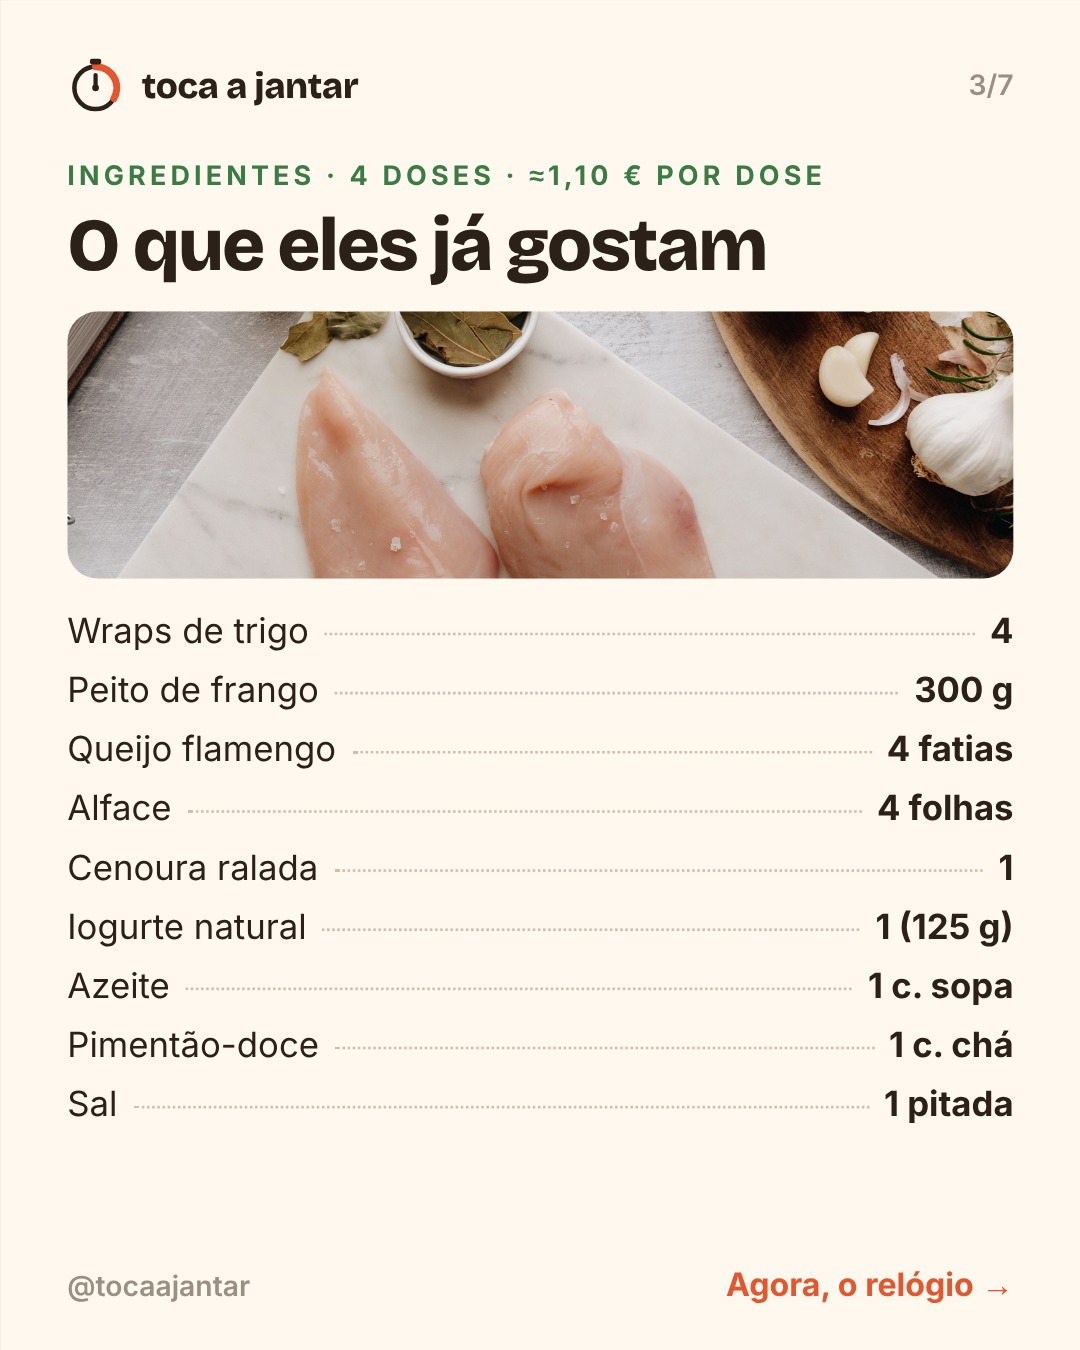 toca a jantar
3/7
INGREDIENTES · 4 DOSES · ≈1,10 € POR DOSE
O que eles já gostam
Wraps de trigo 4
Peito de frango 300 g
Queijo flamengo 4 fatias
Alface 4 folhas
Cenoura ralada 1
Iogurte natural 1 (125 g)
Azeite 1 c. sopa
Pimentão-doce 1 c. chá
Sal 1 pitada
@tocaajantar
Agora, o relógio →